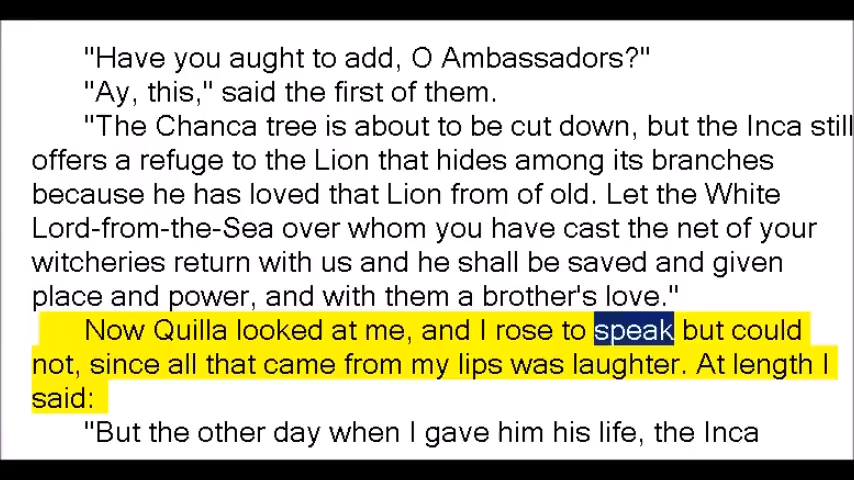 "Have you aught to add, O Ambassadors?"
"Ay, this," said the first of them.
"The Chanca tree is about to be cut down, but the Inca still
offers a refuge to the Lion that hides among its branches
because he has loved that Lion from of old. Let the White
Lord-from-the-Sea over whom you have cast the net of your
witcheries return with us and he shall be saved and given
place and power, and with them a brother's love."
Now Quilla looked at me, and I rose to speak but could
not, since all that came from my lips was laughter. At length I
said:
"But the other day when I gave him his life, the Inca